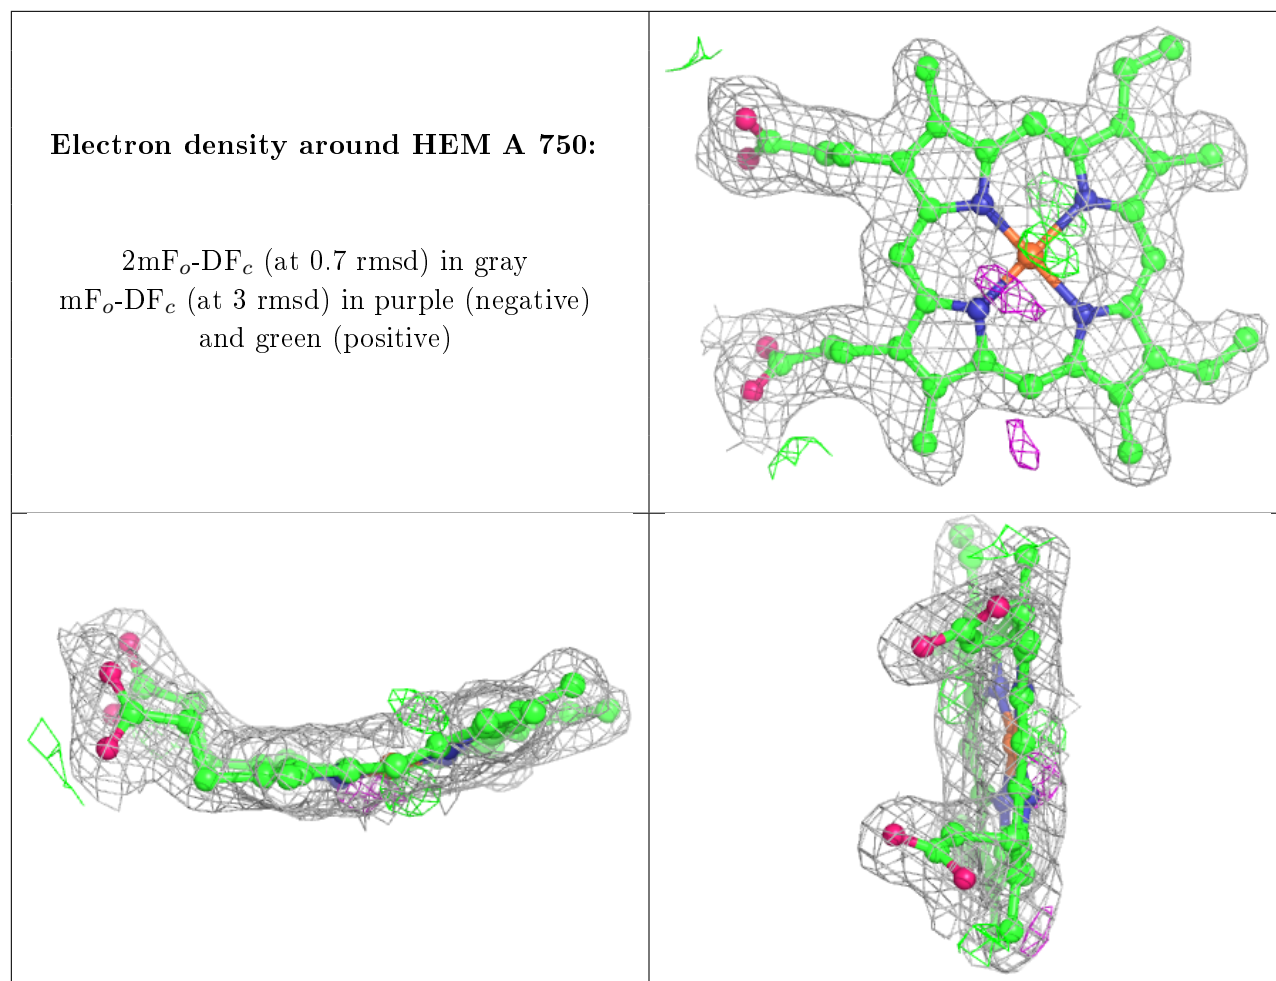 Electron density around HEM A 750:
2mFₒ-DF𝒸 (at 0.7 rmsd) in gray
mFₒ-DF𝒸 (at 3 rmsd) in purple (negative)
and green (positive)